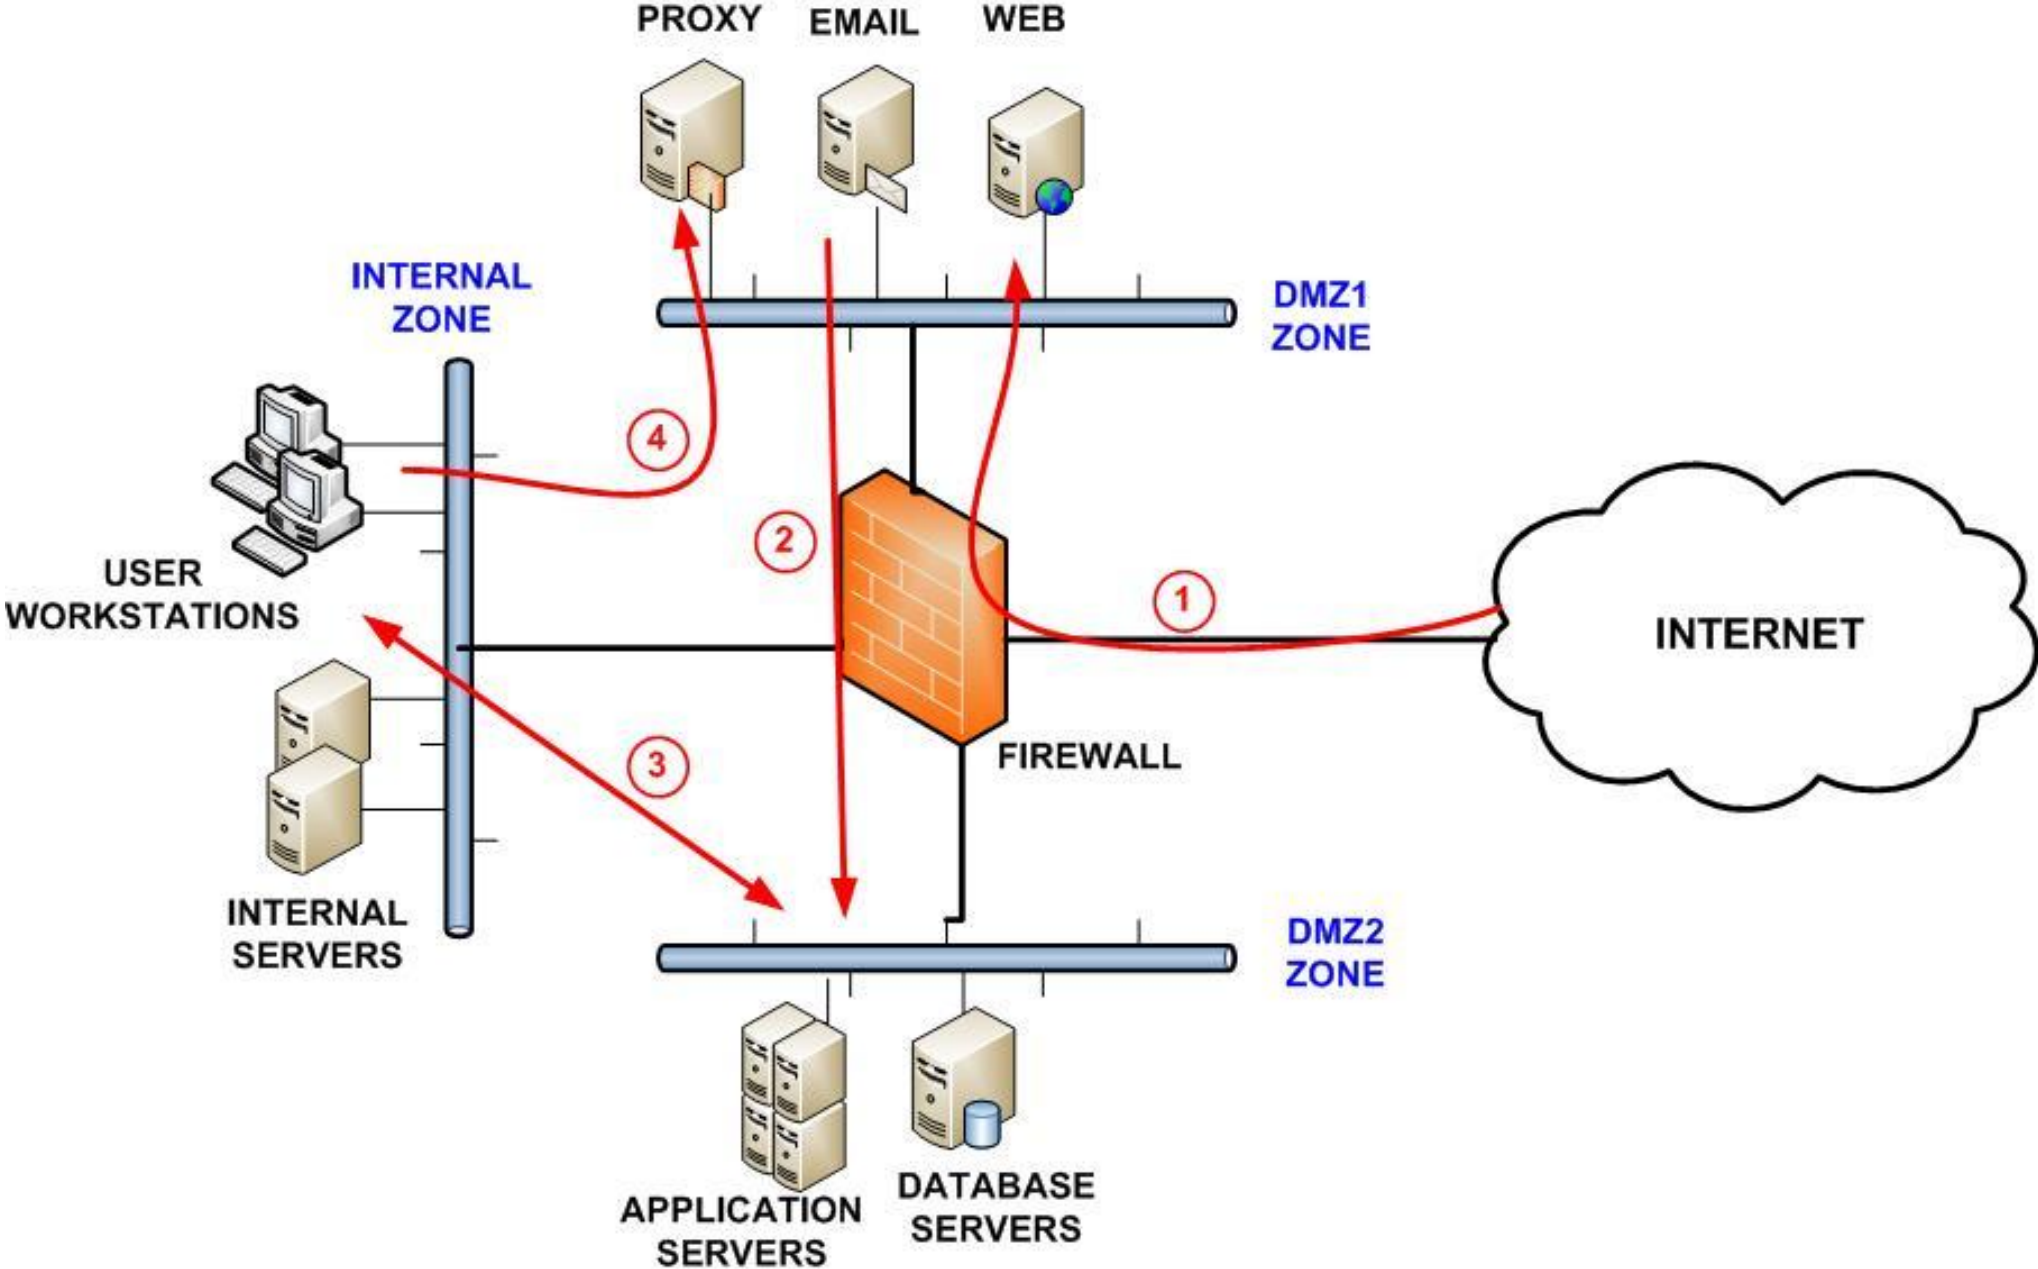 PROXY
EMAIL
WEB
INTERNAL
ZONE
DMZ1
ZONE
4
2
1
USER
WORKSTATIONS
INTERNET
3
FIREWALL
INTERNAL
SERVERS
DMZ2
ZONE
APPLICATION
SERVERS
DATABASE
SERVERS